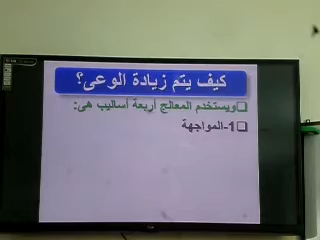 كيف يتم زيادة الوعى؟
ويستخدم المعالج أربعة أساليب هى:
1-المواجهة